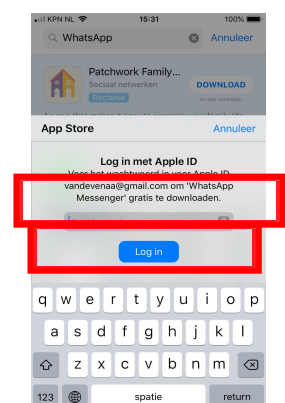 KPN NL 15:31 100%
WhatsApp Annuleer
Patchwork Family...
Sociaal netwerken
DOWNLOAD
Reclame
App Store Annuleer
Log in met Apple ID
Voer het wachtwoord in voor Apple ID
vandevenaa@gmail.com om 'WhatsApp
Messenger' gratis te downloaden.
Log in
q w e r t y u i o p
a s d f g h j k l
z x c v b n m
123 spatie return